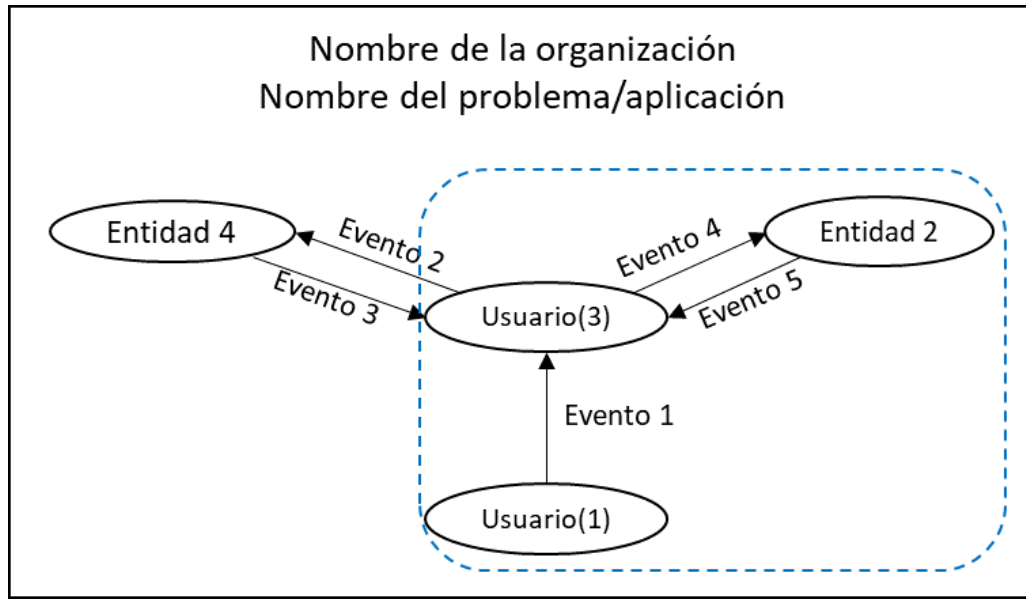 Nombre de la organización
Nombre del problema/aplicación
Entidad 4
Evento 2
Evento 3
Evento 4
Evento 5
Entidad 2
Usuario(3)
Evento 1
Usuario(1)